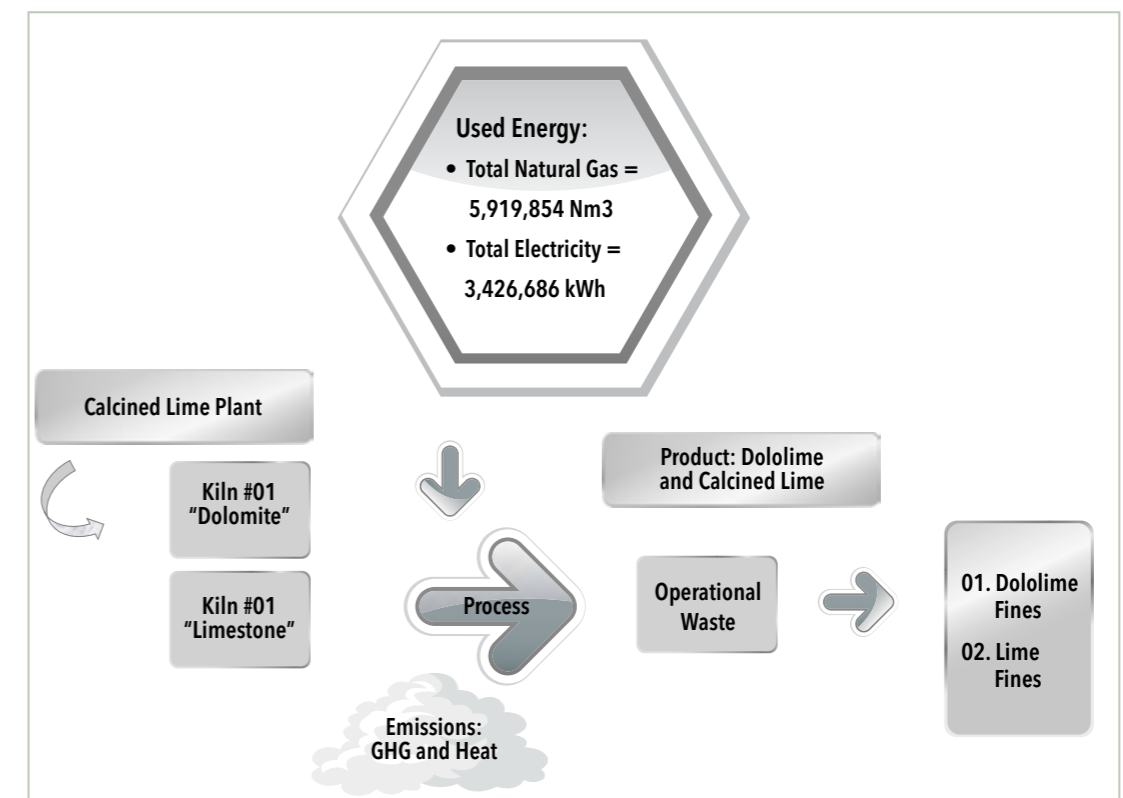 Used Energy:
• Total Natural Gas =
5,919,854 Nm3
• Total Electricity =
3,426,686 kWh
Calcined Lime Plant
Kiln #01
“Dolomite”
Kiln #01
“Limestone”
Process
Emissions:
GHG and Heat
Product: Dololime
and Calcined Lime
Operational
Waste
01. Dololime
Fines
02. Lime
Fines